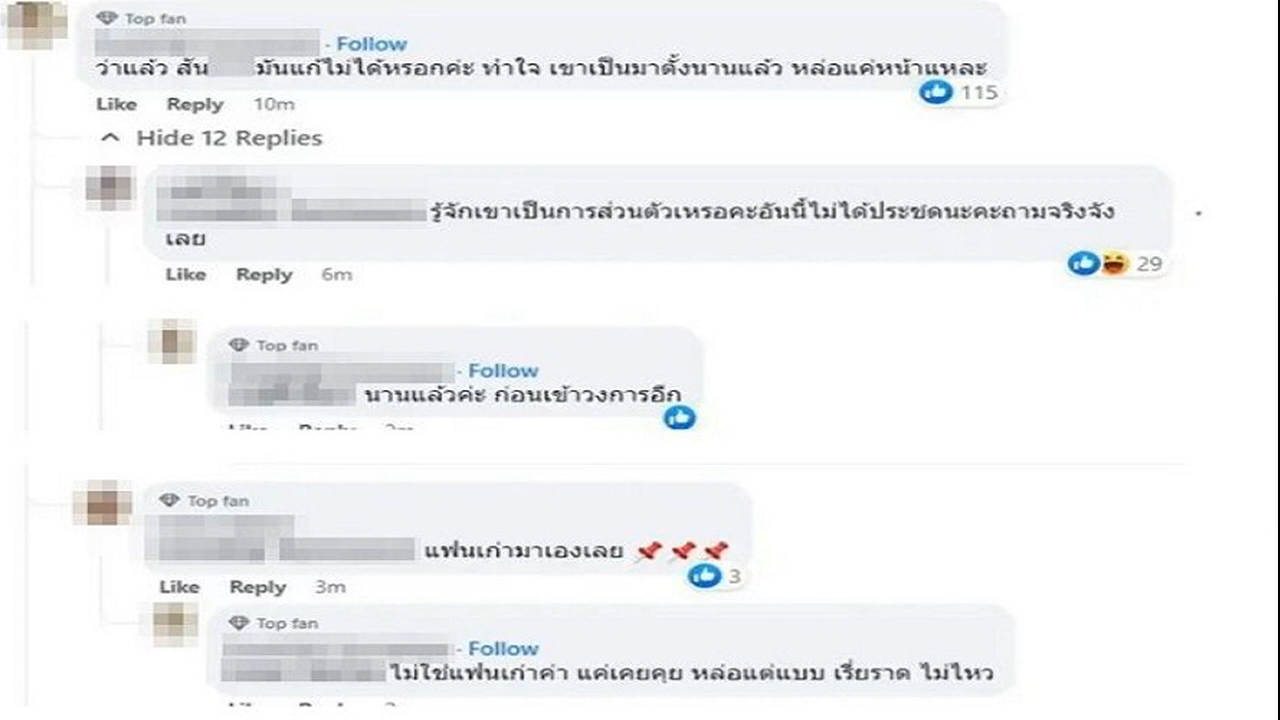 Top fan
· Follow
ว่าแล้ว สัน มันแก้ไม่ได้หรอกค่ะ ทำใจ เขาเป็นมาตั้งนานแล้ว หล่อแค่หน้าแหละ
115
Like Reply 10m
Hide 12 Replies
รู้จักเขาเป็นการส่วนตัวเหรอคะอันนี้ไม่ได้ประชดนะคะถามจริงจัง
เลย
29
Like Reply 6m
Top fan
· Follow
นานแล้วค่ะ ก่อนเข้าวงการอีก
Like Reply
Top fan
แฟนเก่ามาเองเลย 📌📌📌
3
Like Reply 3m
Top fan
· Follow
ไม่ใช่แฟนเก่าค่า แค่เคยคุย หล่อแต่แบบ เรี่ยราด ไม่ไหว
Like Reply